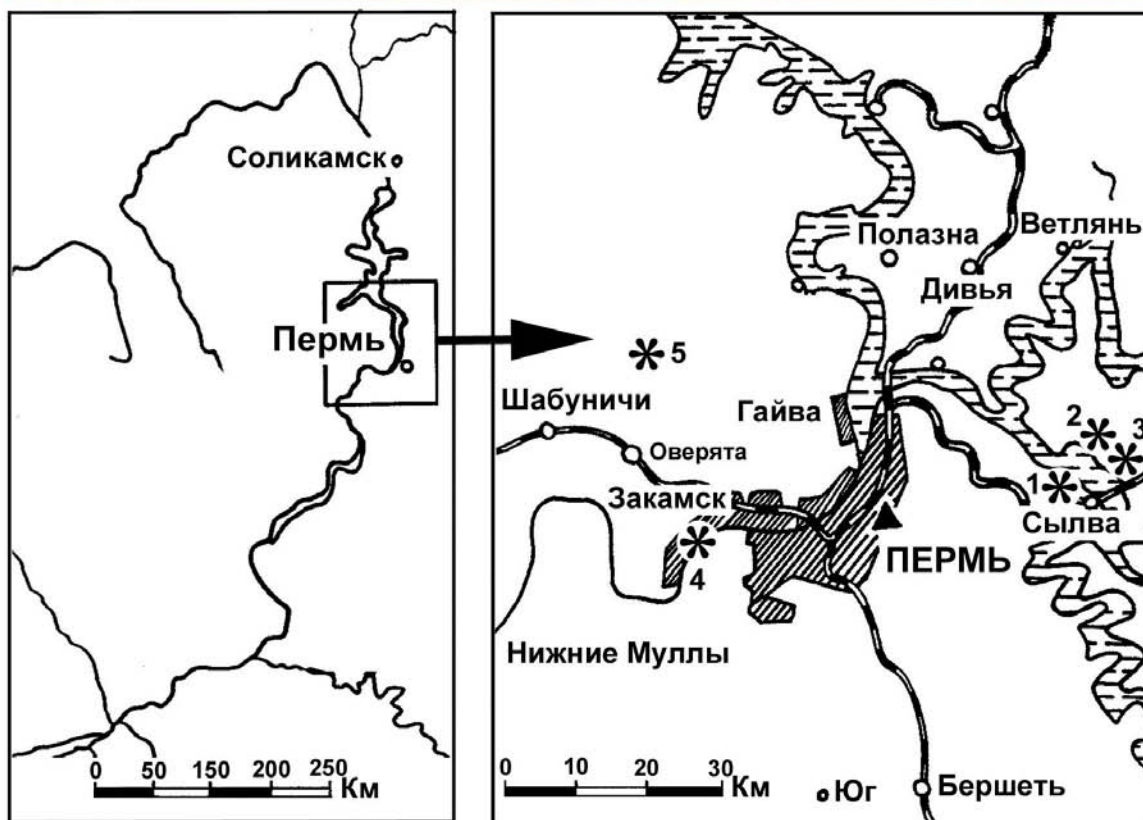 Соликамск
Пермь
0 50 150 200 250 Км
Полазна
Ветлянь
Дивья
5
Шабуничи
Гайва
Оверята
2
3
Закамск
1
Сылва
4
ПЕРМЬ
Нижние Муллы
0 10 20 30 Км
Юг
Бершеть